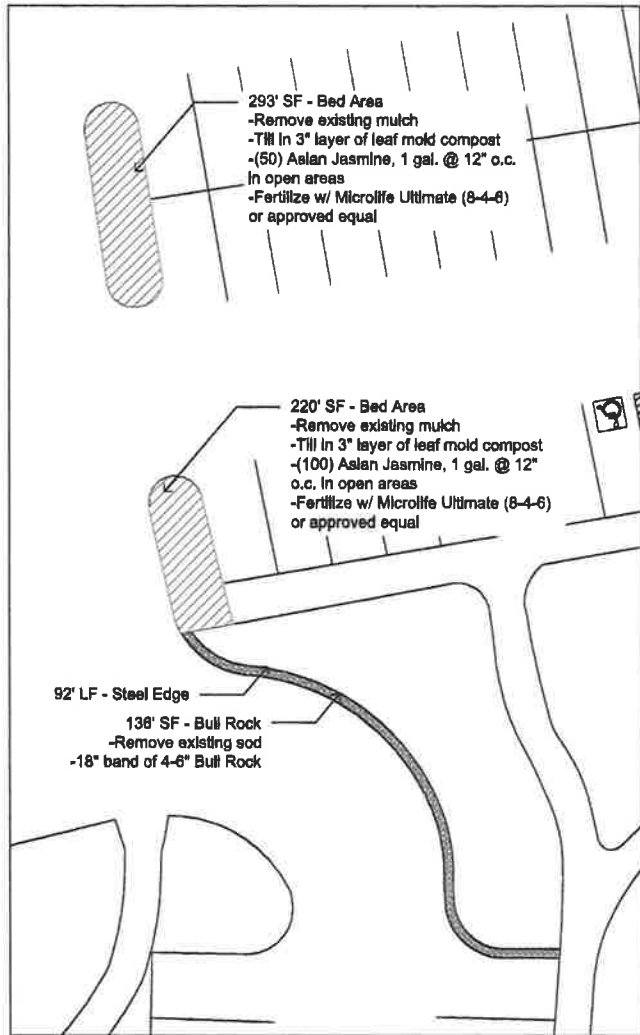 293' SF - Bed Area
-Remove existing mulch
-Till in 3" layer of leaf mold compost
-(50) Asian Jasmine, 1 gal. @ 12" o.c.
in open areas
-Fertilize w/ Microlife Ultimate (8-4-6)
or approved equal
220' SF - Bed Area
-Remove existing mulch
-Till in 3" layer of leaf mold compost
-(100) Asian Jasmine, 1 gal. @ 12"
o.c. in open areas
-Fertilize w/ Microlife Ultimate (8-4-6)
or approved equal
92' LF - Steel Edge
136' SF - Bull Rock
-Remove existing sod
-18" band of 4-6" Bull Rock